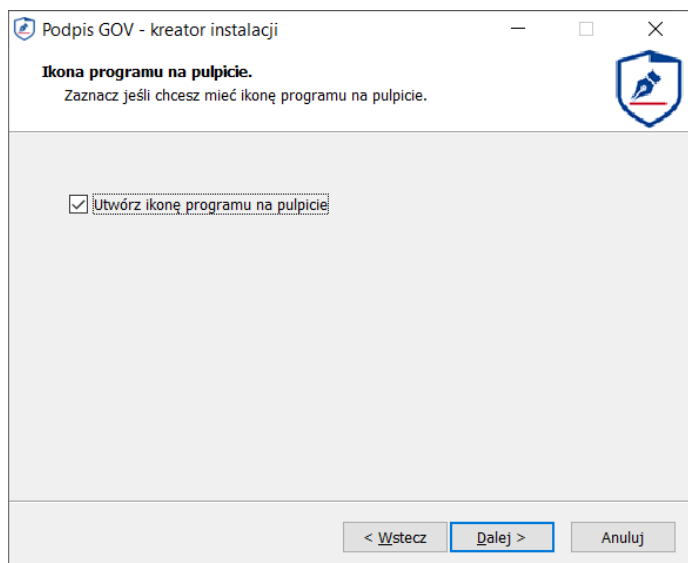 Podpis GOV - kreator instalacji
Ikona programu na pulpicie.
Zaznacz jeśli chcesz mieć ikonę programu na pulpicie.
Utwórz ikonę programu na pulpicie
< Wstecz Dalej > Anuluj